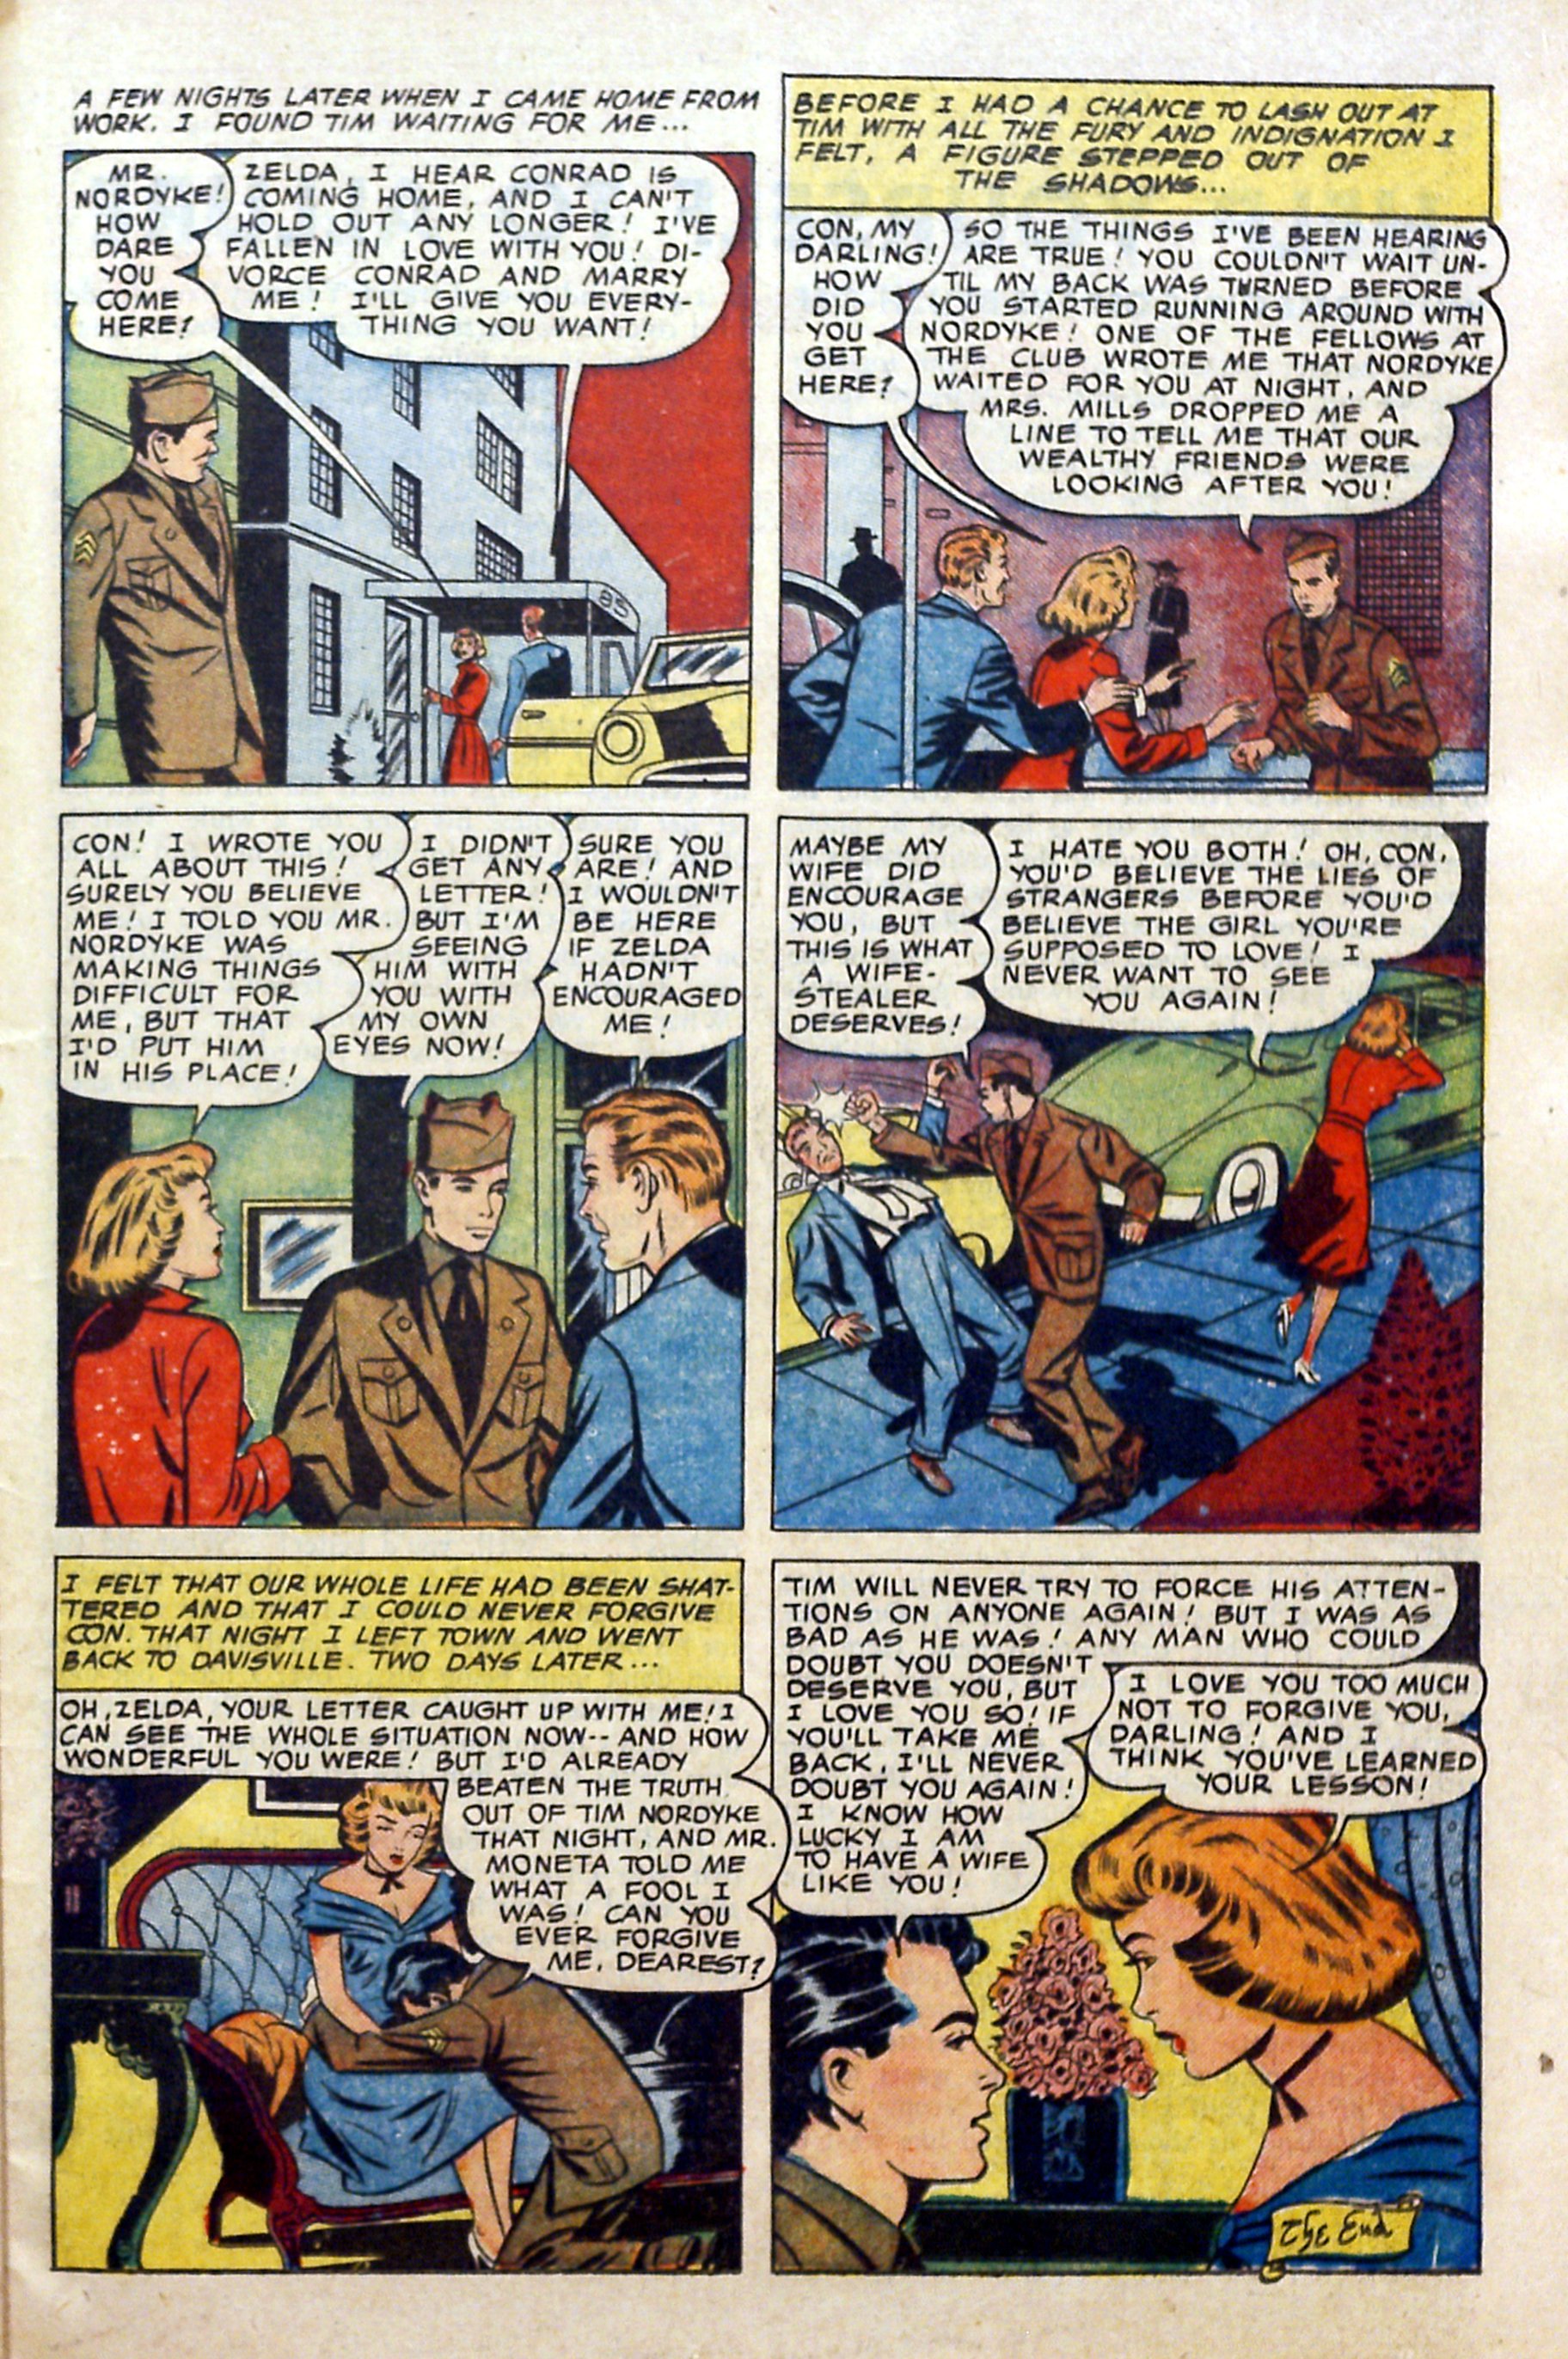 A FEW NIGHTS LATER WHEN I CAME HOME FROM
WORK. I FOUND TIM WAITING FOR ME...
MR.
NORDYKE!
HOW
DARE
YOU
COME
HERE?
ZELDA, I HEAR CONRAD IS
COMING HOME, AND I CAN'T
HOLD OUT ANY LONGER! I'VE
FALLEN IN LOVE WITH YOU! DI-
VORCE CONRAD AND MARRY
ME! I'LL GIVE YOU EVERY-
THING YOU WANT!
85
BEFORE I HAD A CHANCE TO LASH OUT AT
TIM WITH ALL THE FURY AND INDIGNATION I
FELT, A FIGURE STEPPED OUT OF
THE SHADOWS...
CON, MY
DARLING!
HOW
DID
YOU
GET
HERE?
SO THE THINGS I'VE BEEN HEARING
ARE TRUE! YOU COULDN'T WAIT UN-
TIL MY BACK WAS TURNED BEFORE
YOU STARTED RUNNING AROUND WITH
NORDYKE! ONE OF THE FELLOWS AT
THE CLUB WROTE ME THAT NORDYKE
WAITED FOR YOU AT NIGHT, AND
MRS. MILLS DROPPED ME A
LINE TO TELL ME THAT OUR
WEALTHY FRIENDS WERE
LOOKING AFTER YOU!
CON! I WROTE YOU
ALL ABOUT THIS!
SURELY YOU BELIEVE
ME! I TOLD YOU MR.
NORDYKE WAS
MAKING THINGS
DIFFICULT FOR
ME, BUT THAT
I'D PUT HIM
IN HIS PLACE!
I DIDN'T
GET ANY
LETTER!
BUT I'M
SEEING
HIM WITH
YOU WITH
MY OWN
EYES NOW!
SURE YOU
ARE! AND
I WOULDN'T
BE HERE
IF ZELDA
HADN'T
ENCOURAGED
ME!
MAYBE MY
WIFE DID
ENCOURAGE
YOU, BUT
THIS IS WHAT
A WIFE-
STEALER
DESERVES!
I HATE YOU BOTH! OH, CON,
YOU'D BELIEVE THE LIES OF
STRANGERS BEFORE YOU'D
BELIEVE THE GIRL YOU'RE
SUPPOSED TO LOVE! I
NEVER WANT TO SEE
YOU AGAIN!
I FELT THAT OUR WHOLE LIFE HAD BEEN SHAT-
TERED AND THAT I COULD NEVER FORGIVE
CON. THAT NIGHT I LEFT TOWN AND WENT
BACK TO DAVISVILLE. TWO DAYS LATER...
OH, ZELDA, YOUR LETTER CAUGHT UP WITH ME! I
CAN SEE THE WHOLE SITUATION NOW-- AND HOW
WONDERFUL YOU WERE! BUT I'D ALREADY
BEATEN THE TRUTH
OUT OF TIM NORDYKE
THAT NIGHT, AND MR.
MONETA TOLD ME
WHAT A FOOL I
WAS! CAN YOU
EVER FORGIVE
ME, DEAREST?
TIM WILL NEVER TRY TO FORCE HIS ATTEN-
TIONS ON ANYONE AGAIN! BUT I WAS AS
BAD AS HE WAS! ANY MAN WHO COULD
DOUBT YOU DOESN'T
DESERVE YOU, BUT
I LOVE YOU SO! IF
YOU'LL TAKE ME
BACK, I'LL NEVER
DOUBT YOU AGAIN!
I KNOW HOW
LUCKY I AM
TO HAVE A WIFE
LIKE YOU!
I LOVE YOU TOO MUCH
NOT TO FORGIVE YOU,
DARLING! AND I
THINK YOU'VE LEARNED
YOUR LESSON!
The End